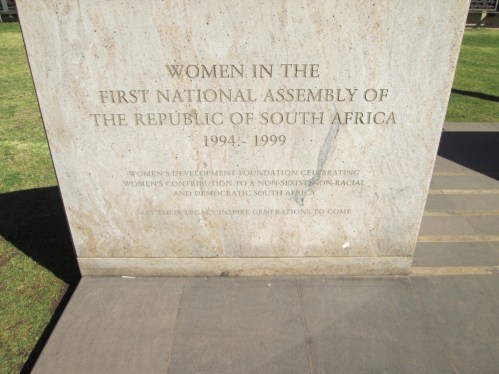 WOMEN IN THE
FIRST NATIONAL ASSEMBLY OF
THE REPUBLIC OF SOUTH AFRICA
1994 - 1999
WOMEN'S DEVELOPMENT FOUNDATION CELEBRATING
WOMEN'S CONTRIBUTION TO A NON-SEXIST, NON-RACIAL
AND DEMOCRATIC SOUTH AFRICA
MAY THEIR LEGACY INSPIRE GENERATIONS TO COME